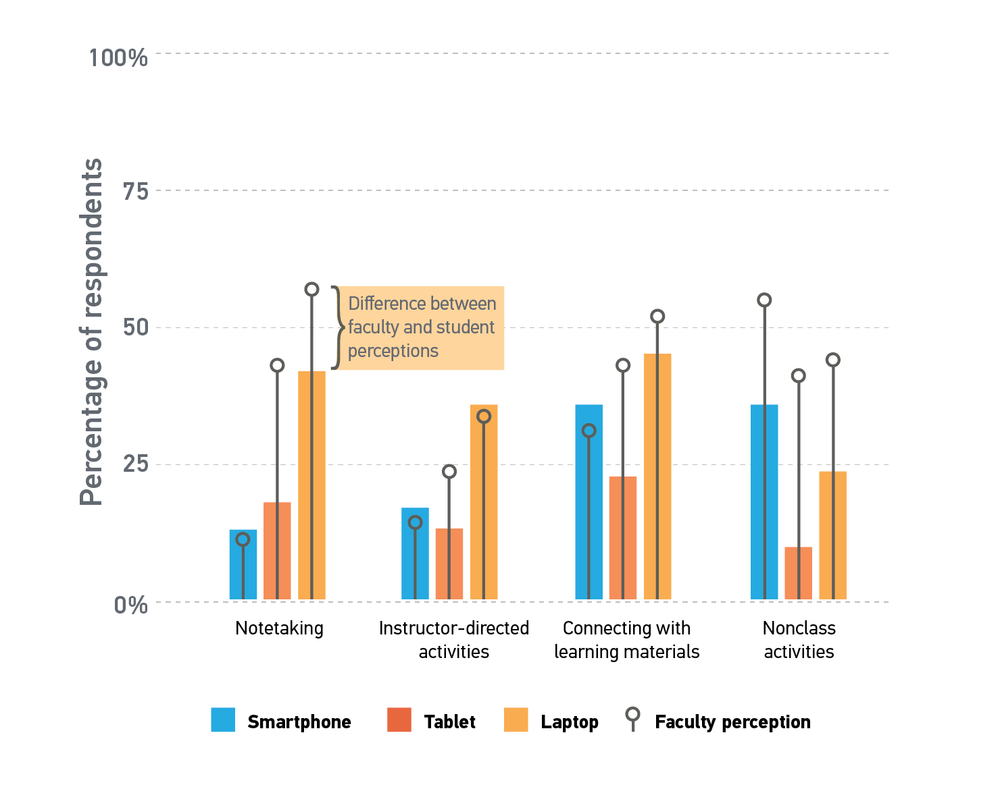 100%
75
50
25
0%
Percentage of respondents
Difference between
faculty and student
perceptions
Notetaking
Instructor-directed
activities
Connecting with
learning materials
Nonclass
activities
Smartphone
Tablet
Laptop
Faculty perception